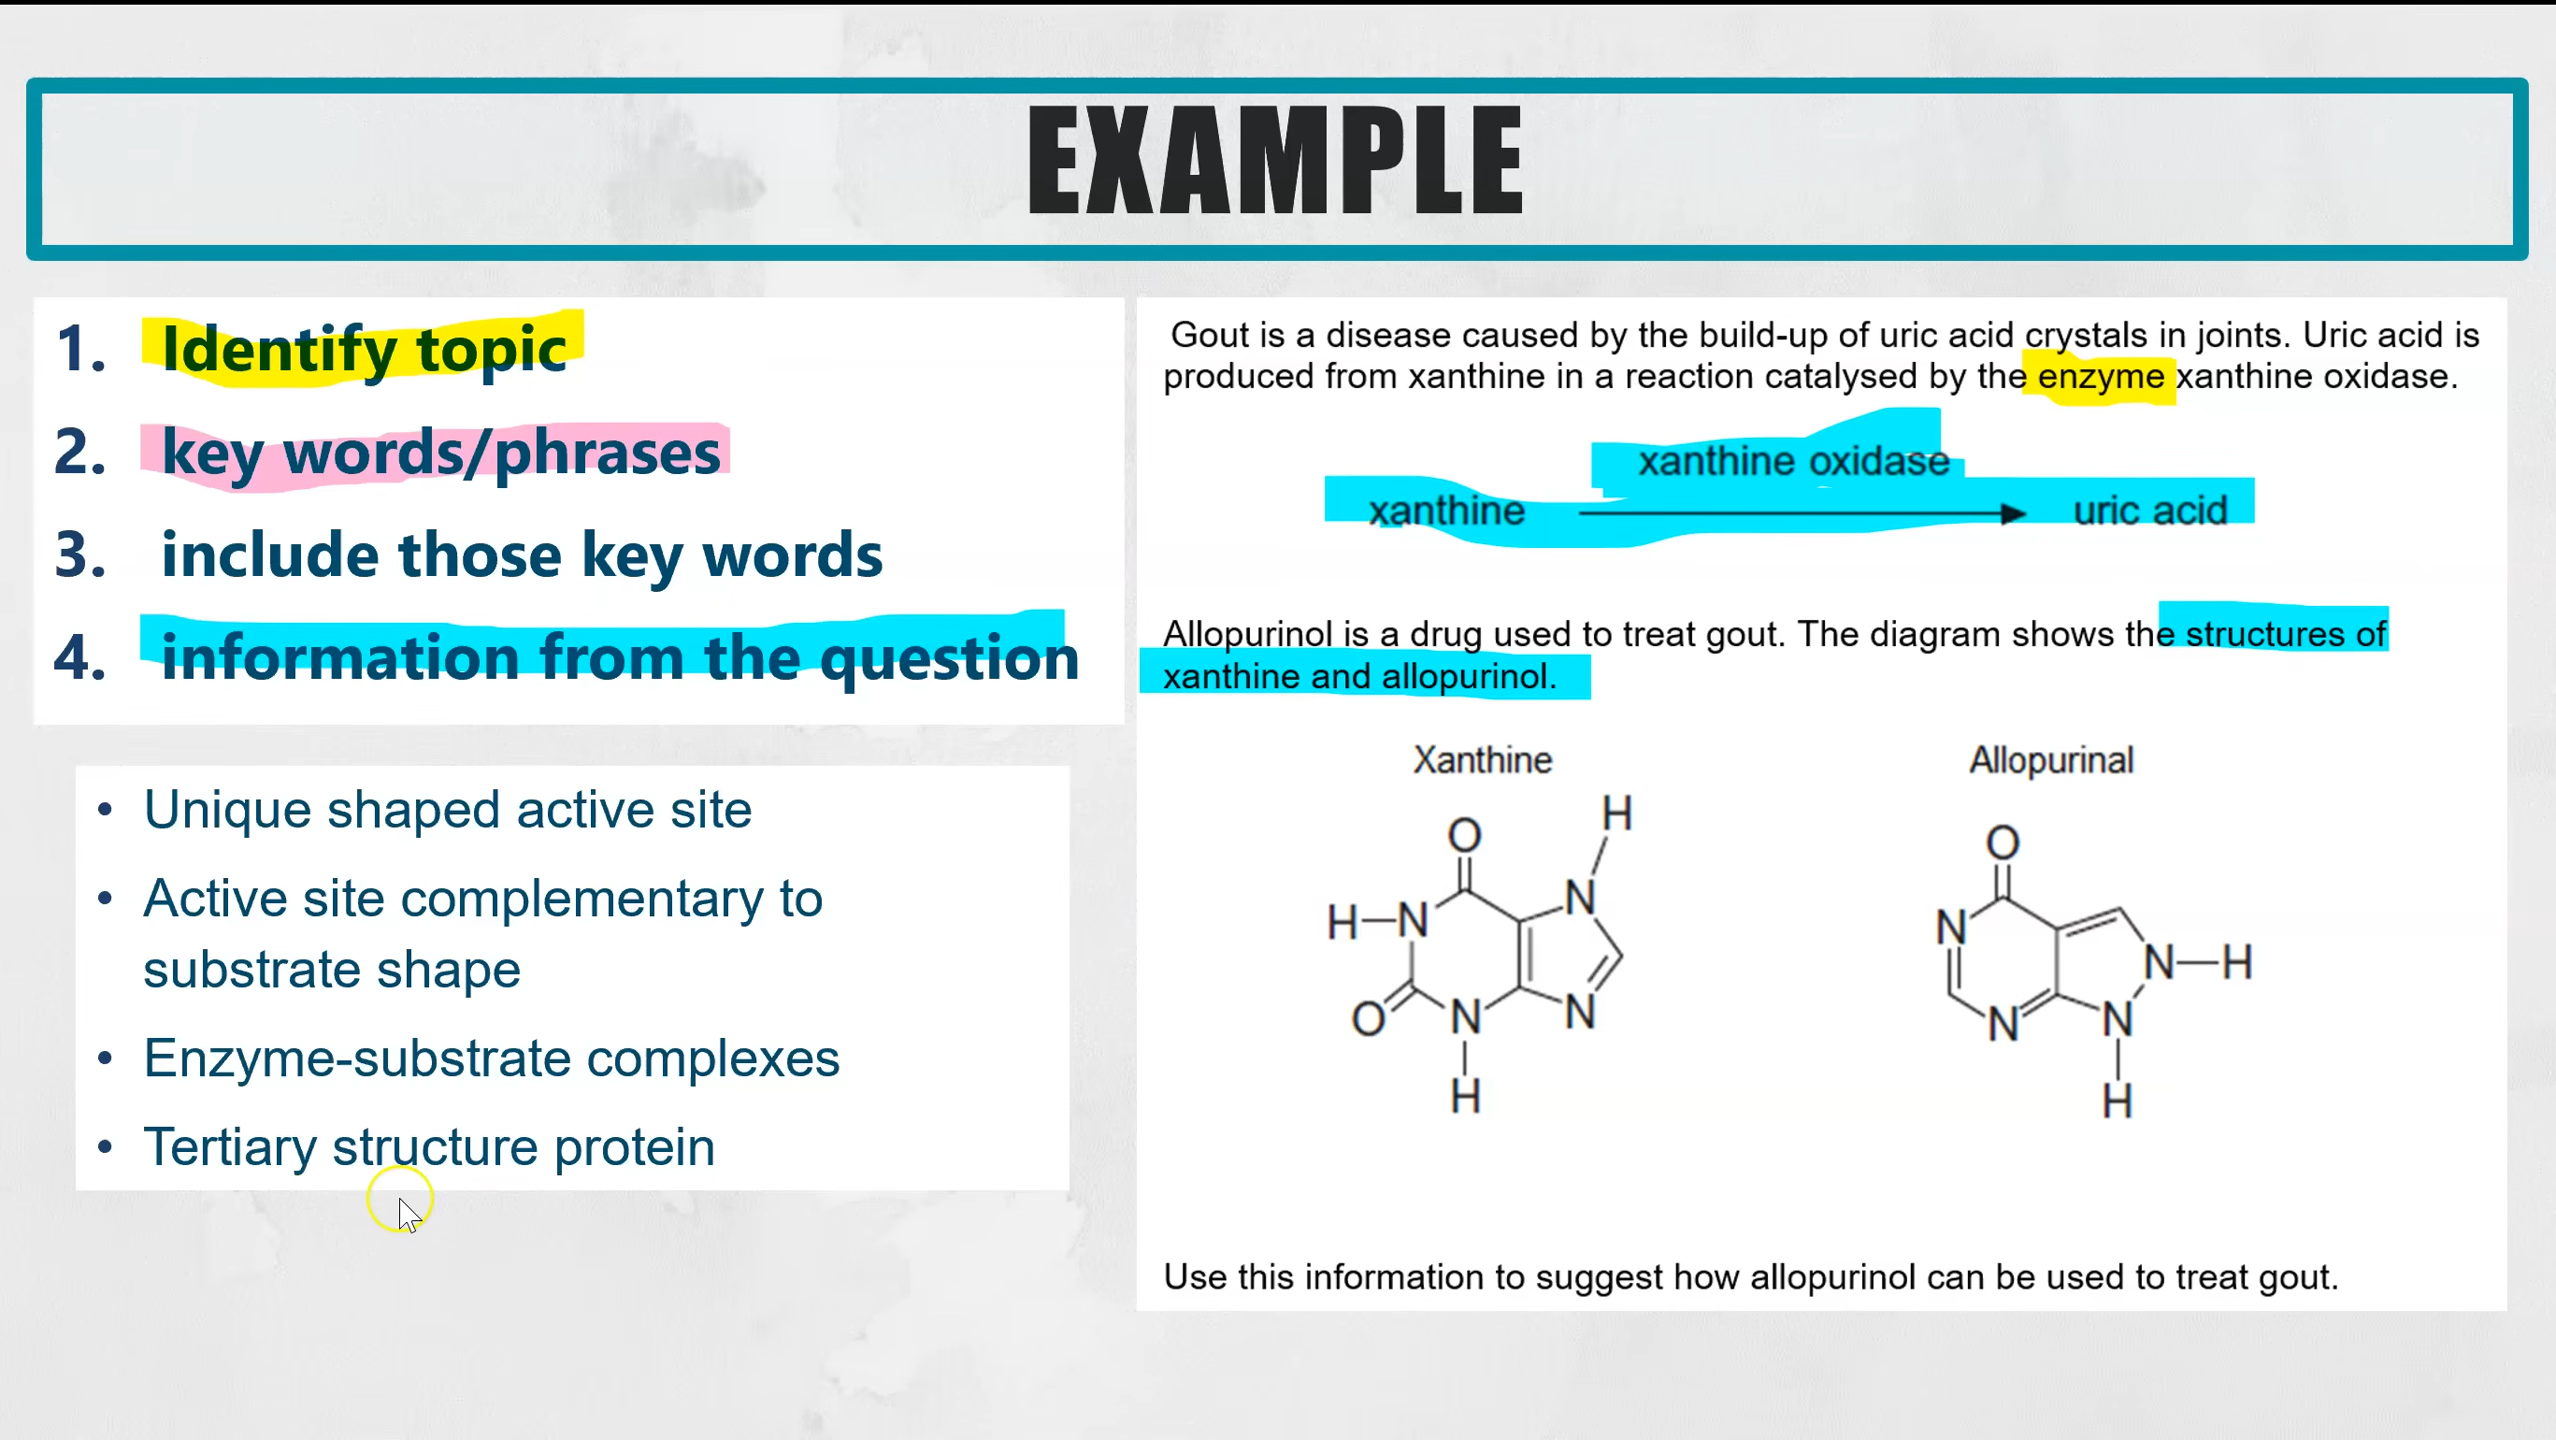 EXAMPLE
1. Identify topic
2. key words/phrases
3. include those key words
4. information from the question
• Unique shaped active site
• Active site complementary to
substrate shape
• Enzyme-substrate complexes
• Tertiary structure protein
Gout is a disease caused by the build-up of uric acid crystals in joints. Uric acid is
produced from xanthine in a reaction catalysed by the enzyme xanthine oxidase.
xanthine oxidase
xanthine uric acid
Allopurinol is a drug used to treat gout. The diagram shows the structures of
xanthine and allopurinol.
Xanthine
H
O
N
H N
O N N
H
Allopurinal
O
N
N H
N N
H
Use this information to suggest how allopurinol can be used to treat gout.